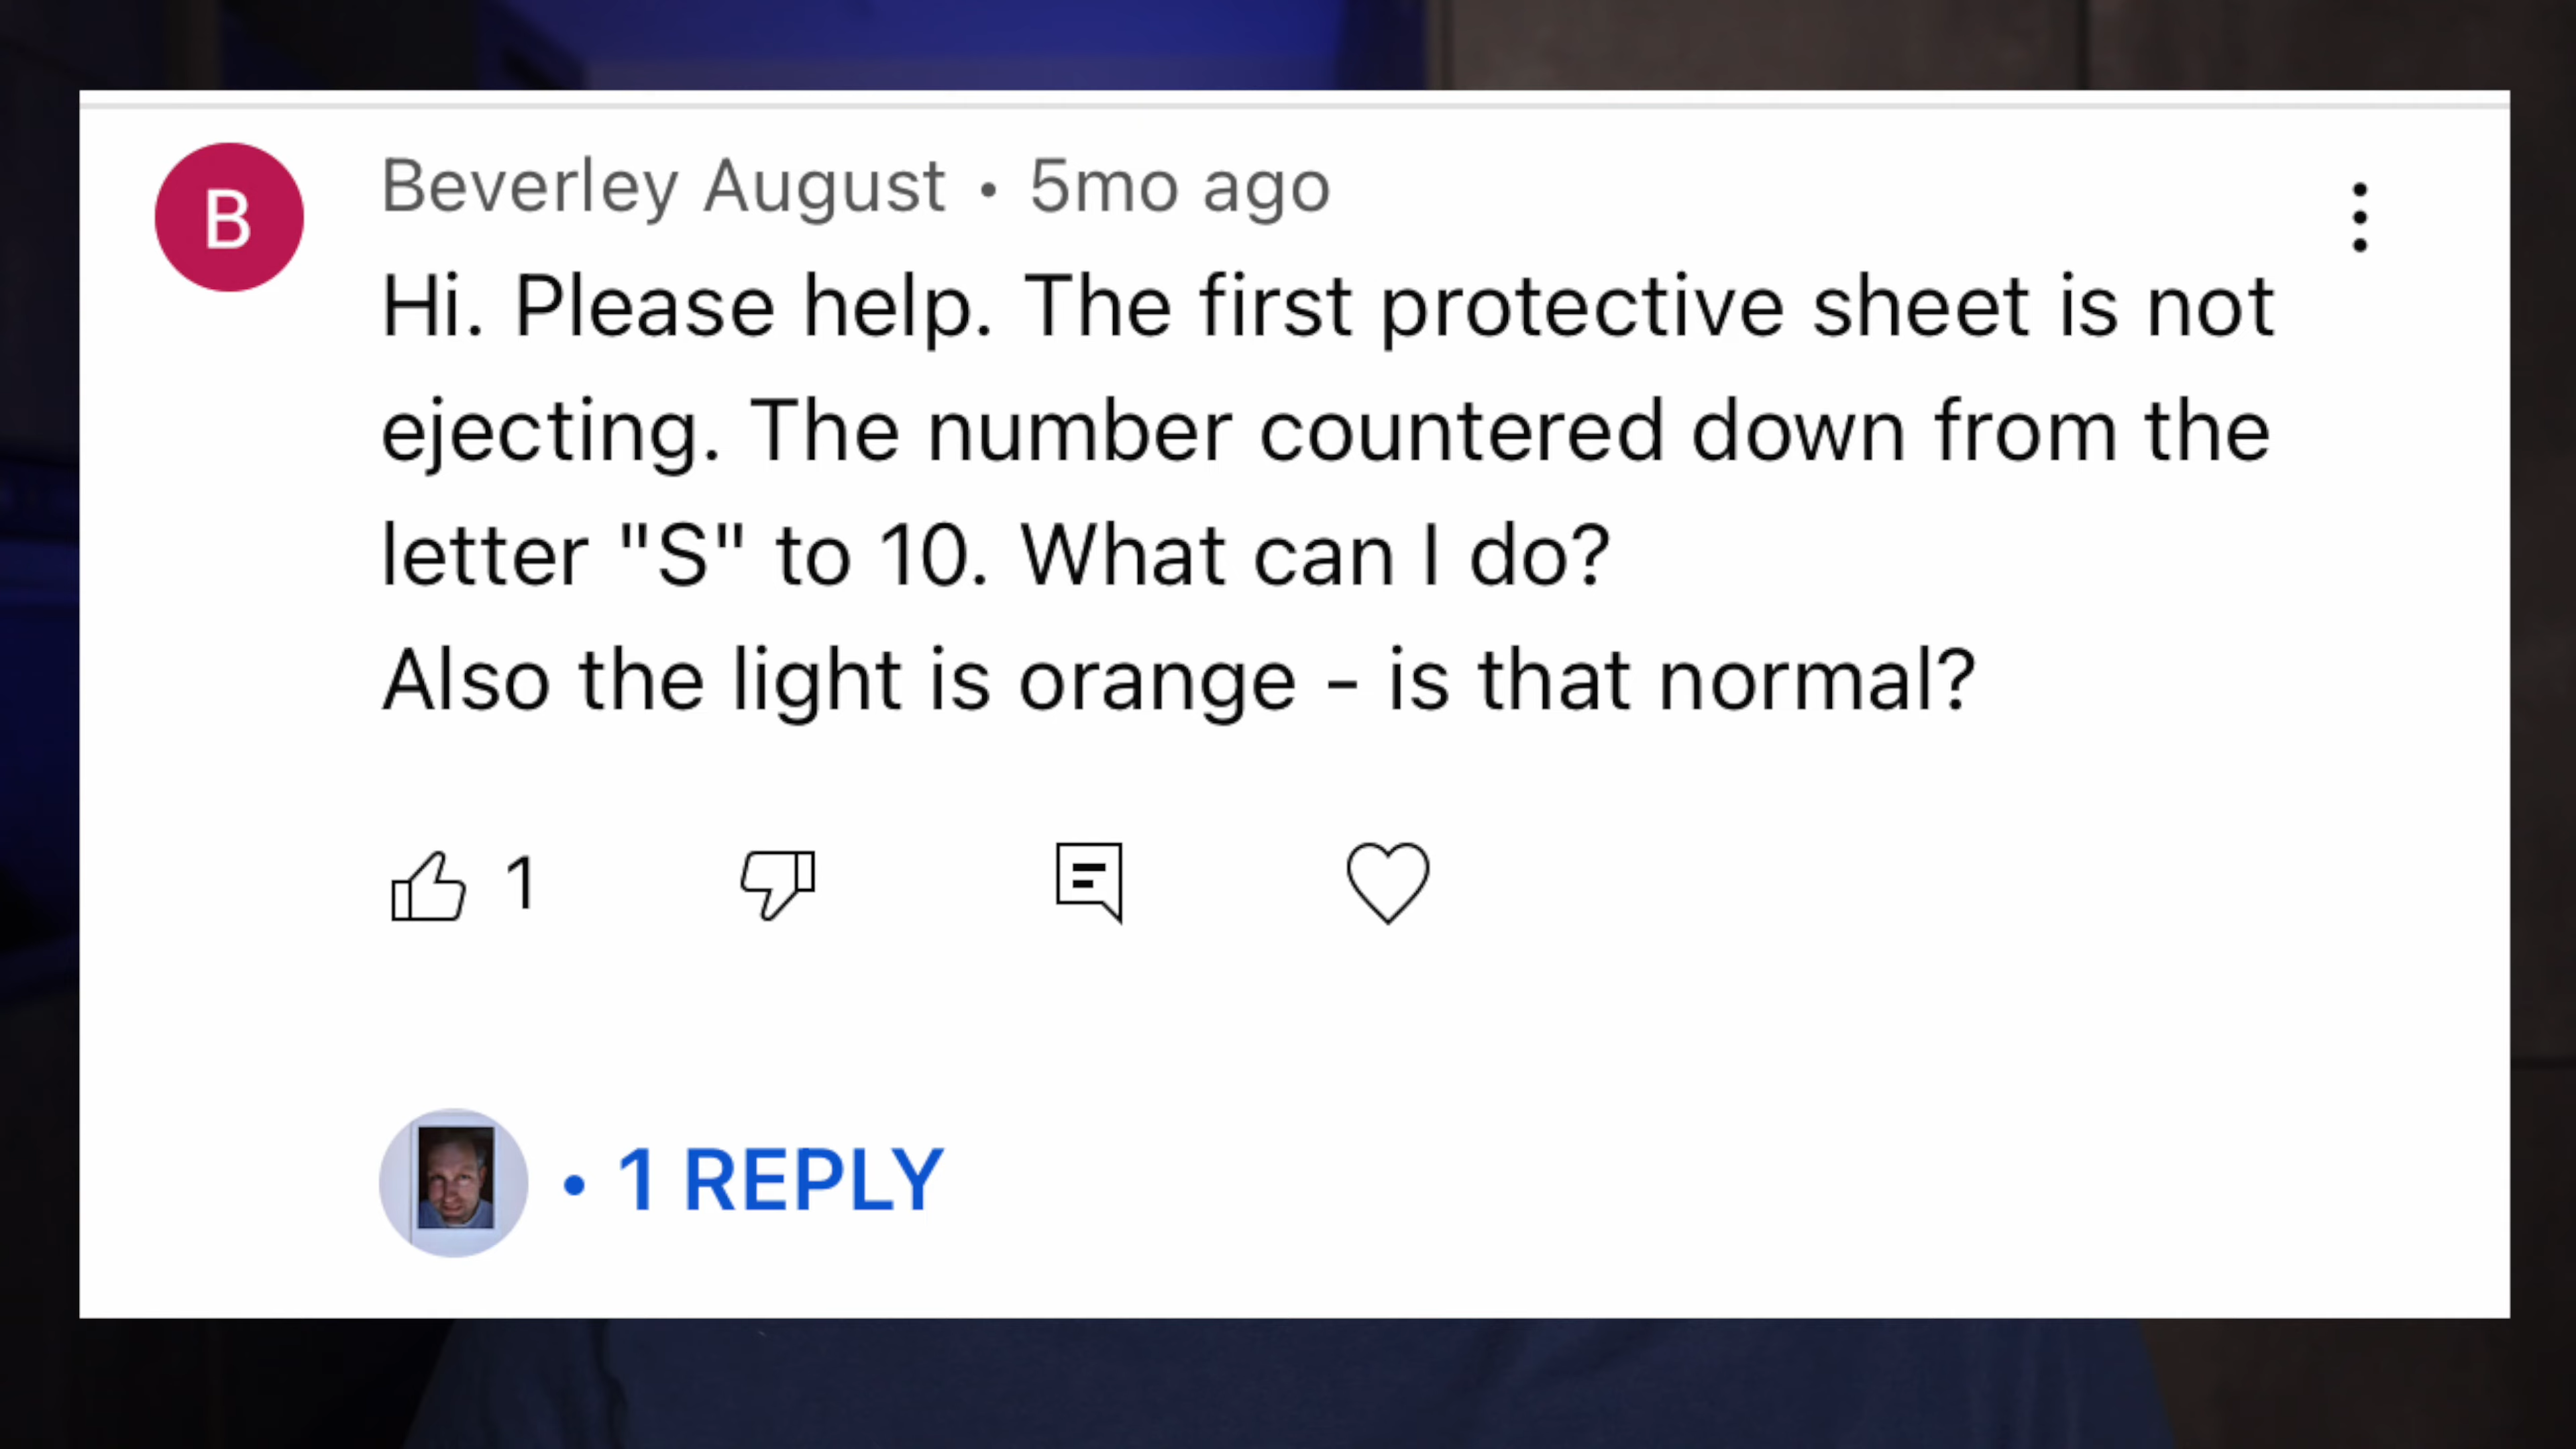 B
Beverley August • 5mo ago
Hi. Please help. The first protective sheet is not
ejecting. The number countered down from the
letter "S" to 10. What can I do?
Also the light is orange - is that normal?
1
• 1 REPLY